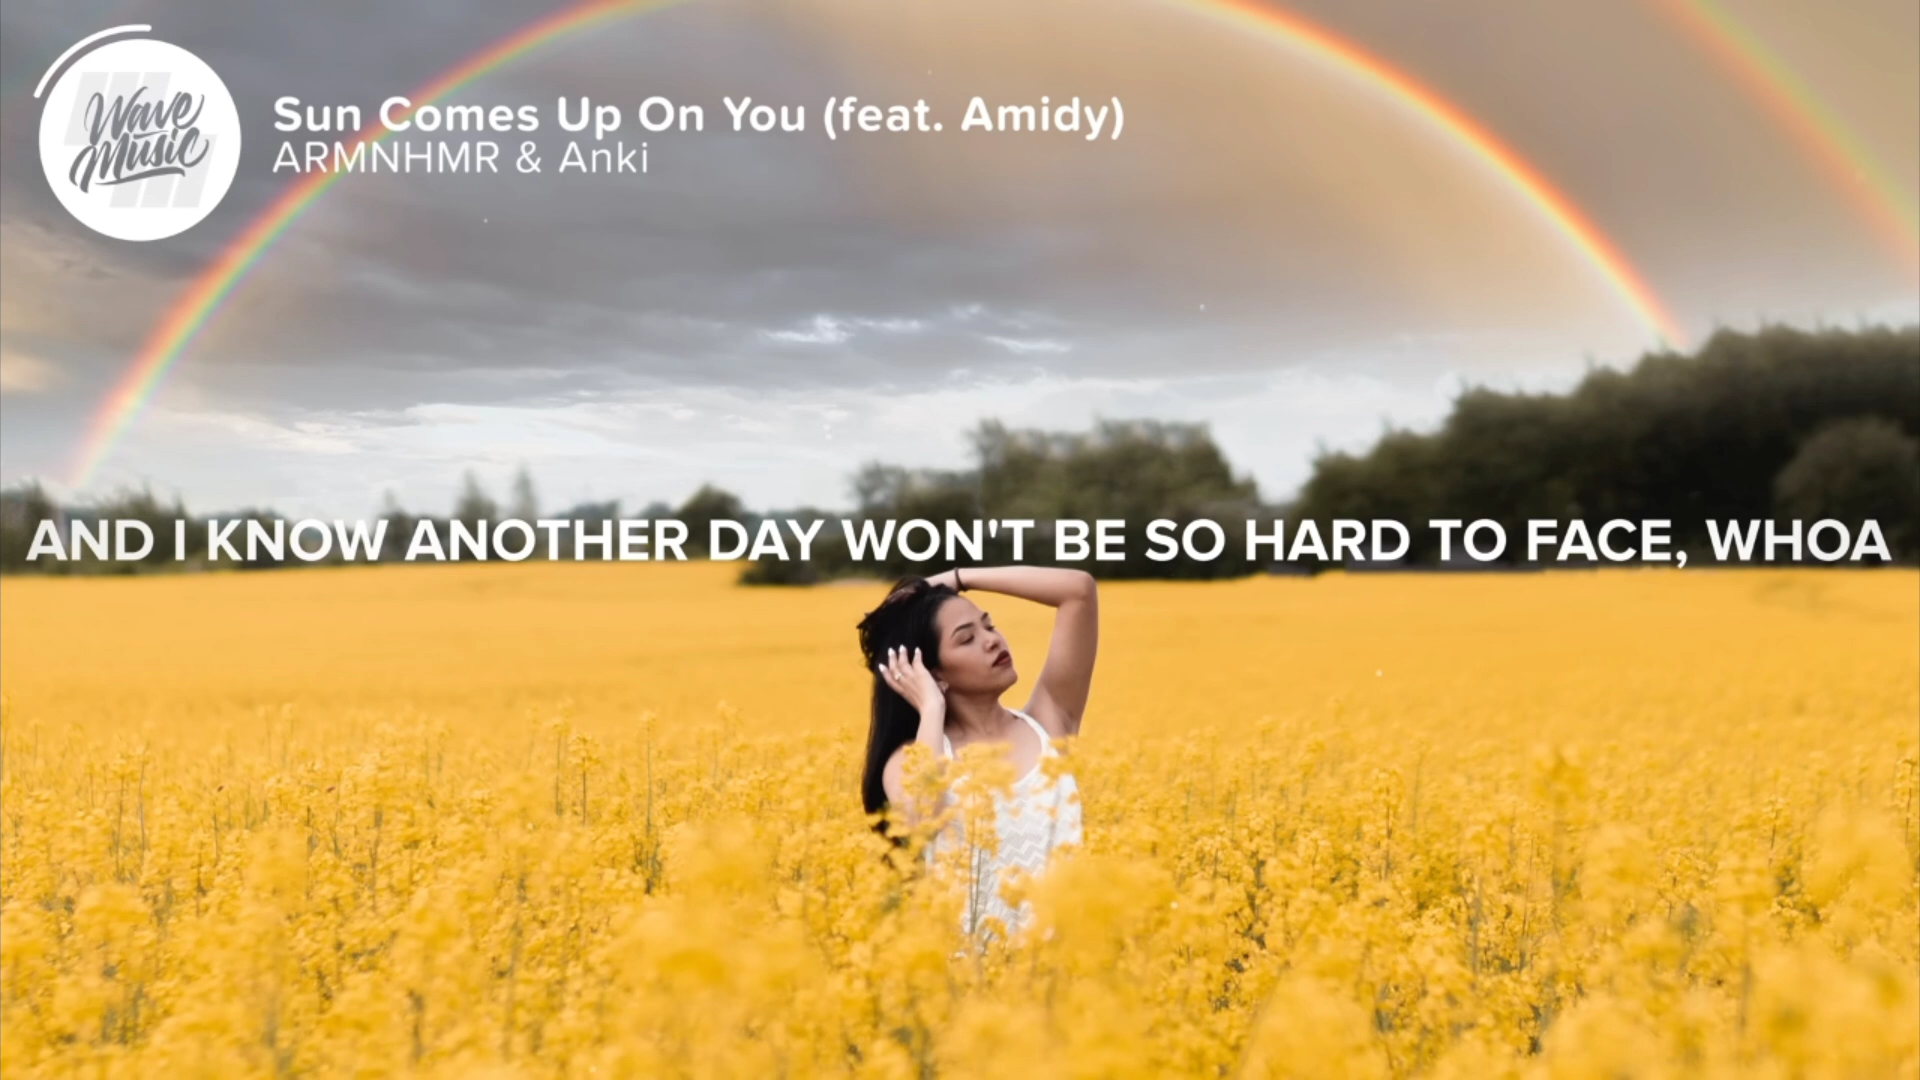 Wave
Music
Sun Comes Up On You (feat. Amidy)
ARMNHMR & Anki
AND I KNOW ANOTHER DAY WON'T BE SO HARD TO FACE, WHOA